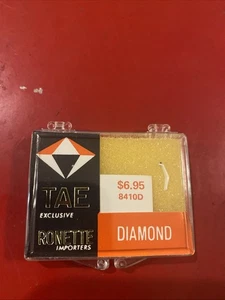 TAE
EXCLUSIVE
RONETTE
IMPORTERS
$6.95
8410D
DIAMOND